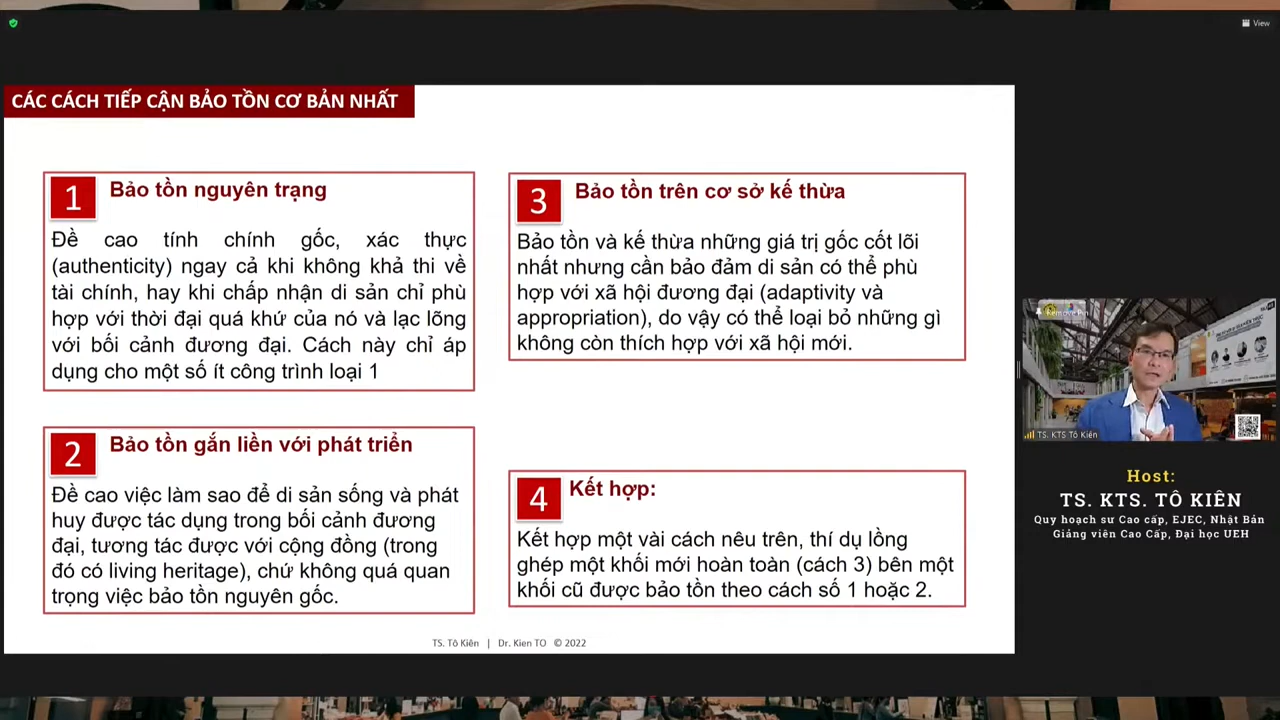 View
CÁC CÁCH TIẾP CẬN BẢO TỒN CƠ BẢN NHẤT
1 Bảo tồn nguyên trạng
Đề cao tính chính gốc, xác thực
(authenticity) ngay cả khi không khả thi về
tài chính, hay khi chấp nhận di sản chỉ phù
hợp với thời đại quá khứ của nó và lạc lõng
với bối cảnh đương đại. Cách này chỉ áp
dụng cho một số ít công trình loại 1
2 Bảo tồn gắn liền với phát triển
Đề cao việc làm sao để di sản sống và phát
huy được tác dụng trong bối cảnh đương
đại, tương tác được với cộng đồng (trong
đó có living heritage), chứ không quá quan
trọng việc bảo tồn nguyên gốc.
3 Bảo tồn trên cơ sở kế thừa
Bảo tồn và kế thừa những giá trị gốc cốt lõi
nhất nhưng cần bảo đảm di sản có thể phù
hợp với xã hội đương đại (adaptivity và
appropriation), do vậy có thể loại bỏ những gì
không còn thích hợp với xã hội mới.
4 Kết hợp:
Kết hợp một vài cách nêu trên, thí dụ lồng
ghép một khối mới hoàn toàn (cách 3) bên một
khối cũ được bảo tồn theo cách số 1 hoặc 2.
TS. Tô Kiên | Dr. Kien TO © 2022
Remove Pin
TS. KTS Tô Kiên
Host:
TS. KTS. TÔ KIÊN
Quy hoạch sư Cao cấp, EJEC, Nhật Bản
Giảng viên Cao Cấp, Đại học UEH